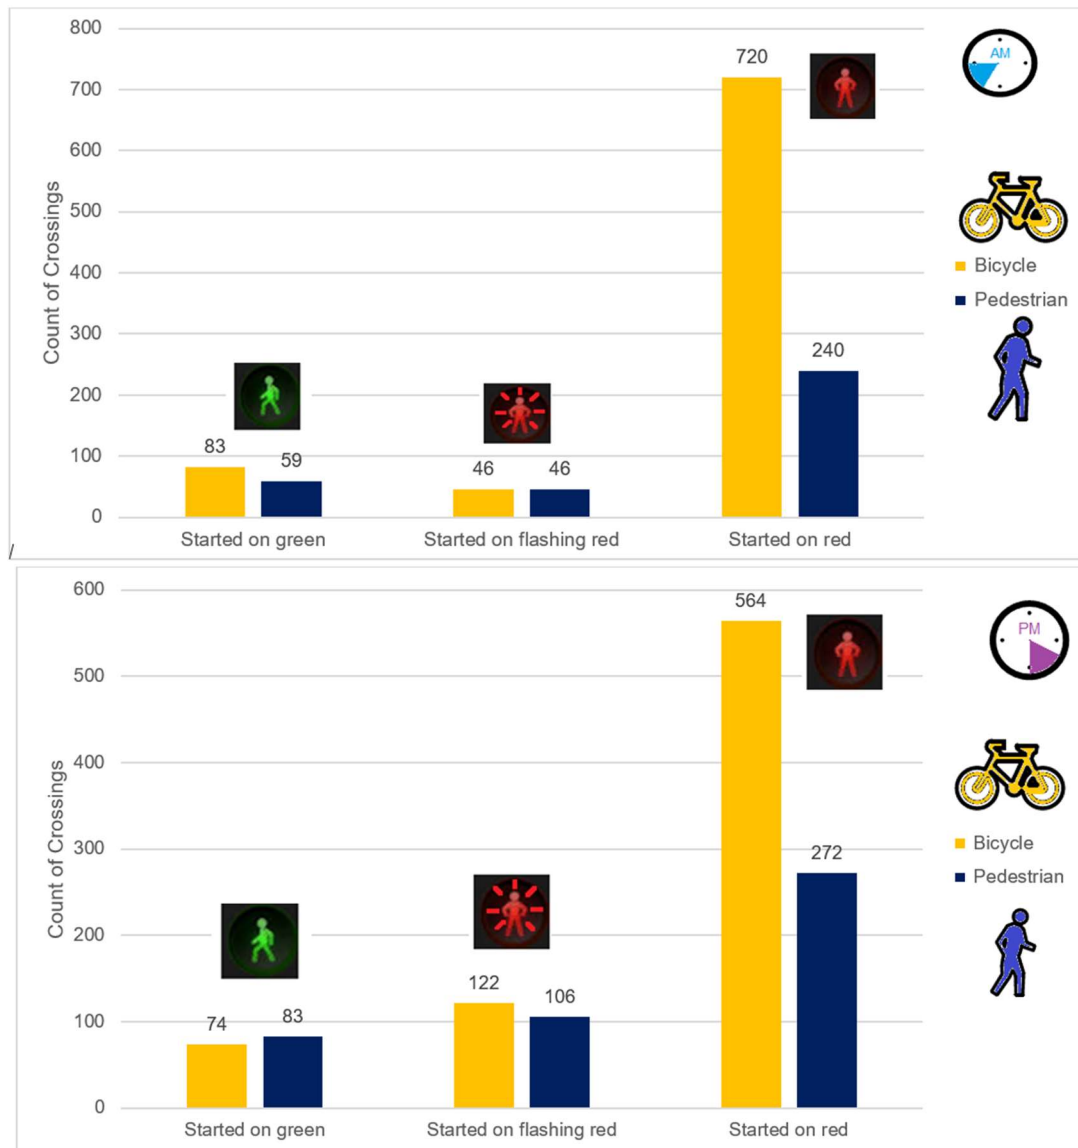 800
700
600
500
400
300
200
100
0
Count of Crossings
83
59
46
46
720
240
Started on green
Started on flashing red
Started on red
AM
Bicycle
Pedestrian
/
600
500
400
300
200
100
0
Count of Crossings
74
83
122
106
564
272
Started on green
Started on flashing red
Started on red
PM
Bicycle
Pedestrian